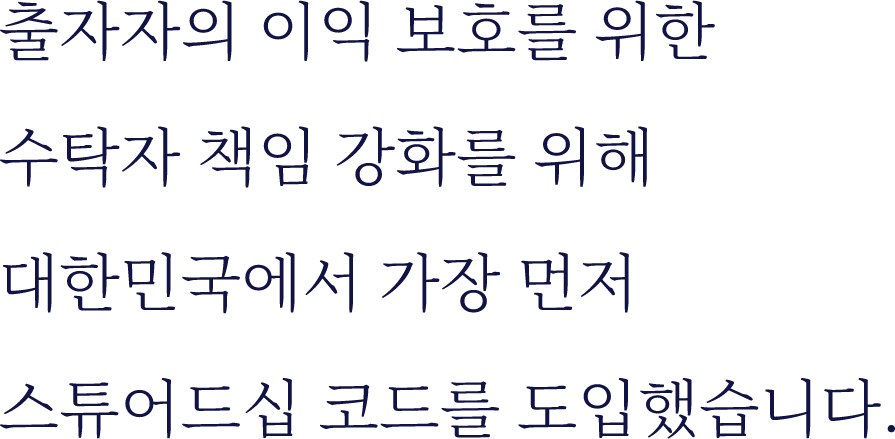 출자자의 이익 보호를 위한
수탁자 책임 강화를 위해
대한민국에서 가장 먼저
스튜어드십 코드를 도입했습니다.